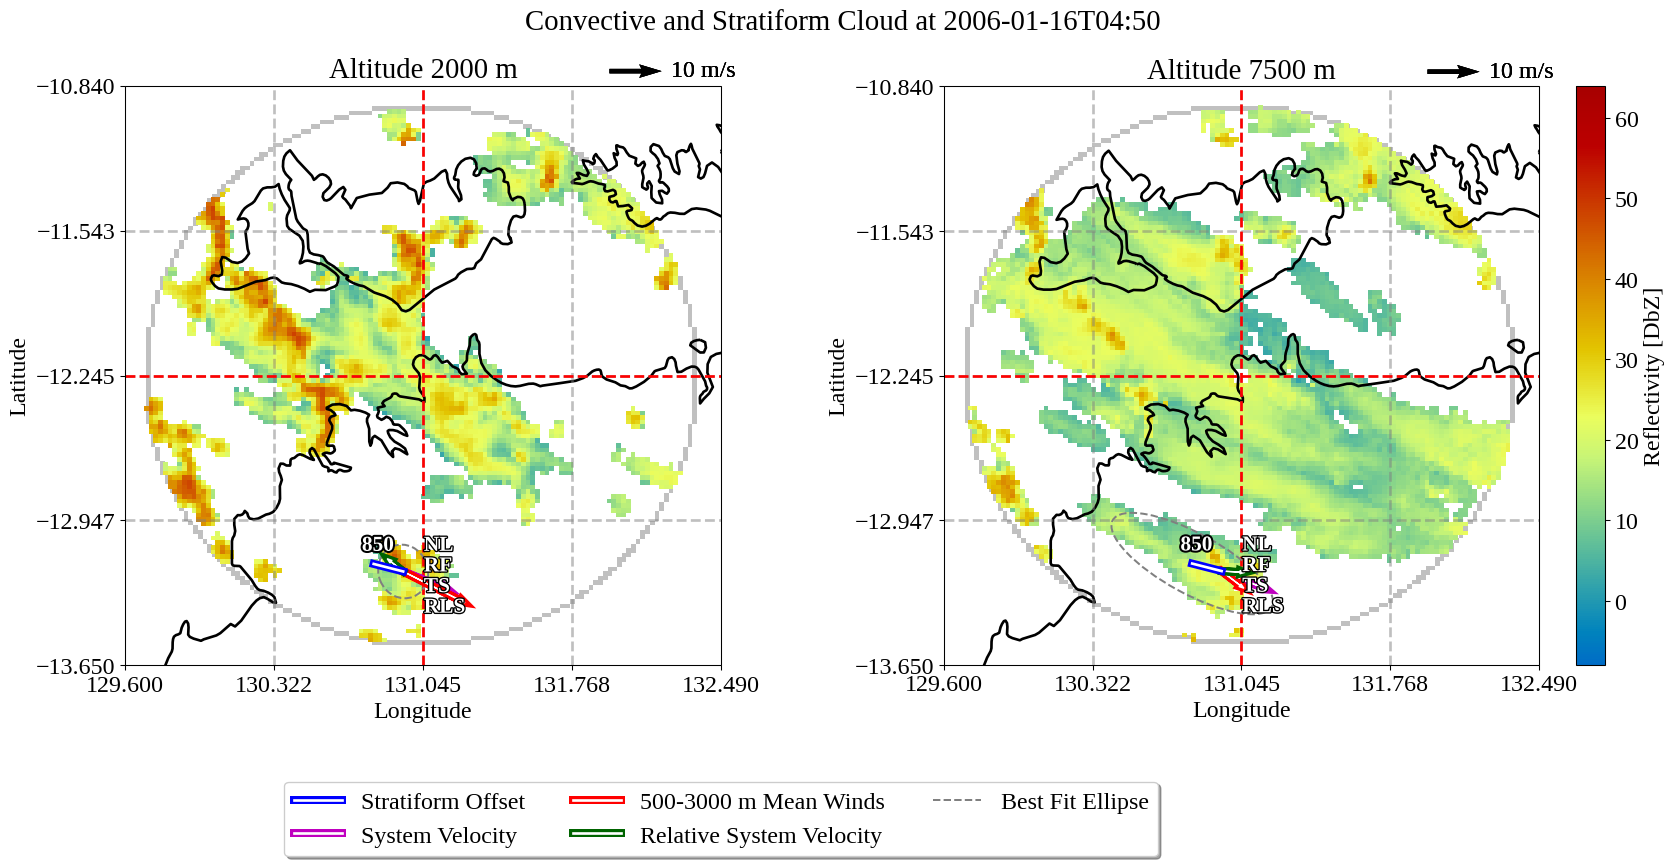 Convective and Stratiform Cloud at 2006-01-16T04:50
Altitude 2000 m
10 m/s
Altitude 7500 m
10 m/s
−10.840
−11.543
−12.245
−12.947
−13.650
Latitude
850
NL
RF
TS
RLS
129.600
130.322
131.045
131.768
132.490
Longitude
−10.840
−11.543
−12.245
−12.947
−13.650
Latitude
850
NL
RF
TS
RLS
129.600
130.322
131.045
131.768
132.490
Longitude
60
50
40
30
20
10
0
Reflectivity [DbZ]
Stratiform Offset
System Velocity
500-3000 m Mean Winds
Relative System Velocity
Best Fit Ellipse